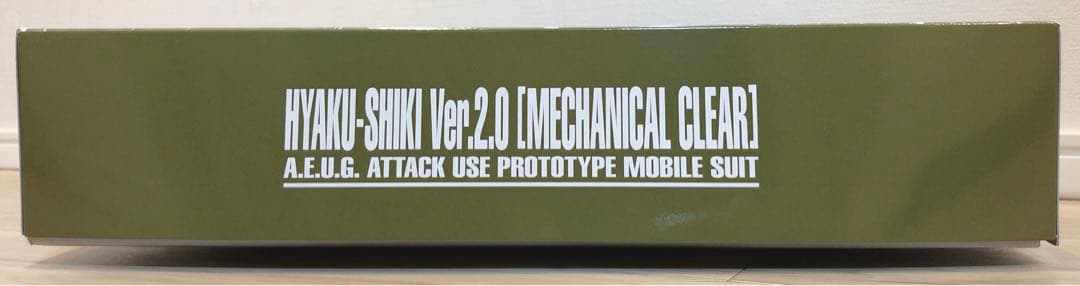 HYAKU-SHIKI Ver.2.0 [MECHANICAL CLEAR]
A.E.U.G. ATTACK USE PROTOTYPE MOBILE SUIT